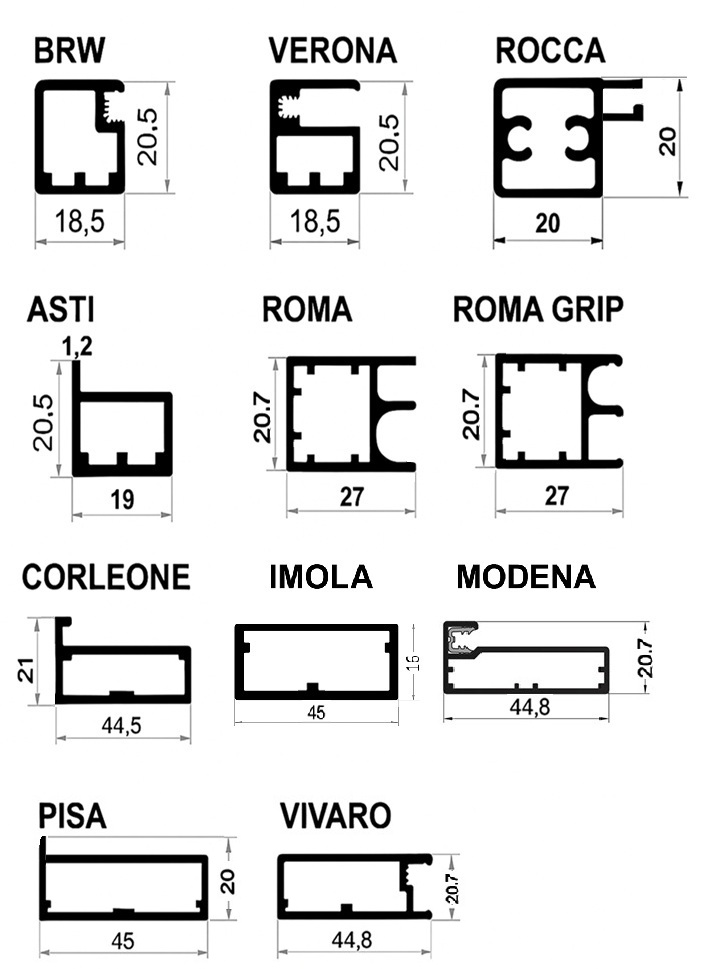 BRW VERONA ROCCA
20.5 20.5 20
18,5 18,5 20
ASTI ROMA ROMA GRIP
1,2
20.5 20.7 20.7
19 27 27
CORLEONE IMOLA MODENA
21 16 20.7
44,5 45 44,8
PISA VIVARO
20 20.7
45 44,8